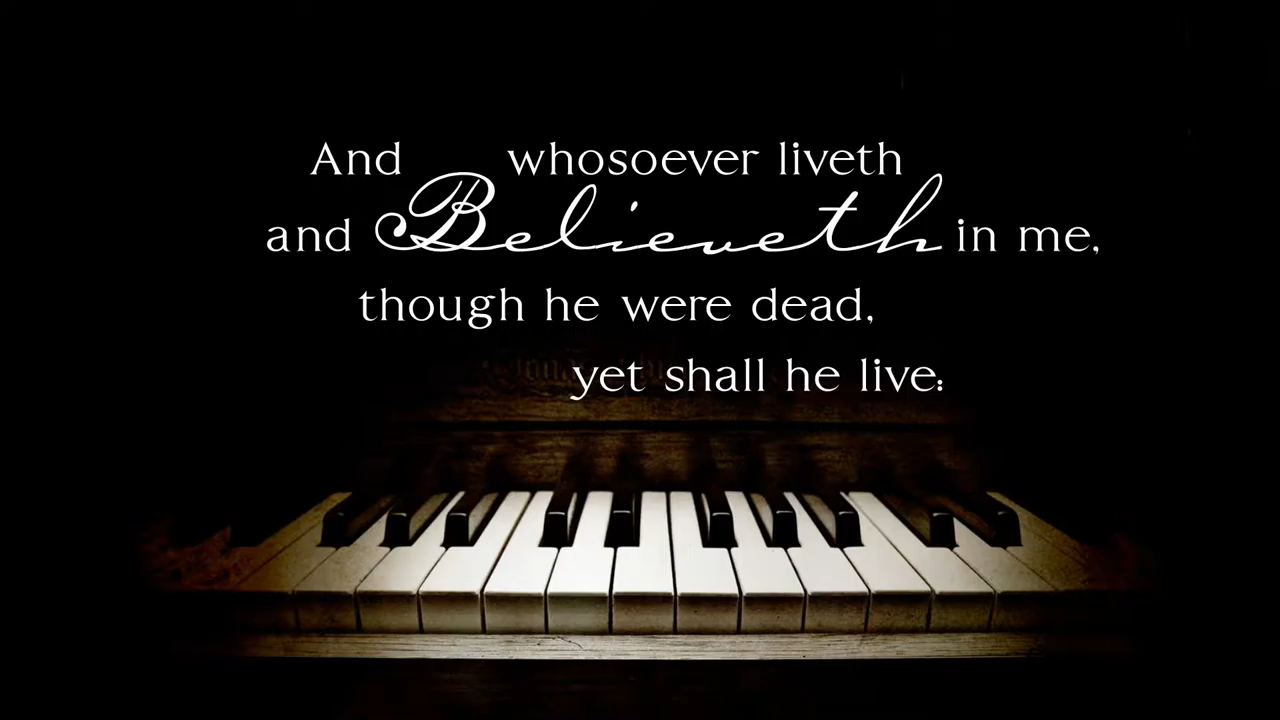 And whosoever liveth
and Believeth in me,
though he were dead,
yet shall he live: